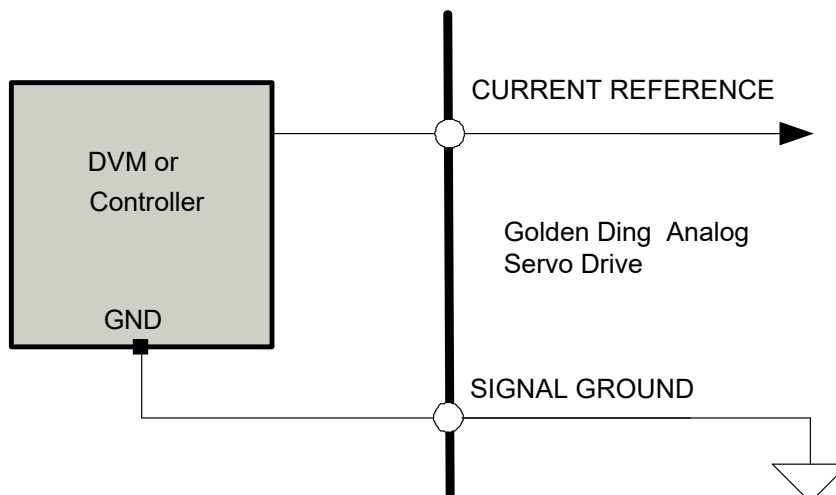 CURRENT REFERENCE
DVM or
Controller
Golden Ding Analog
Servo Drive
GND
SIGNAL GROUND